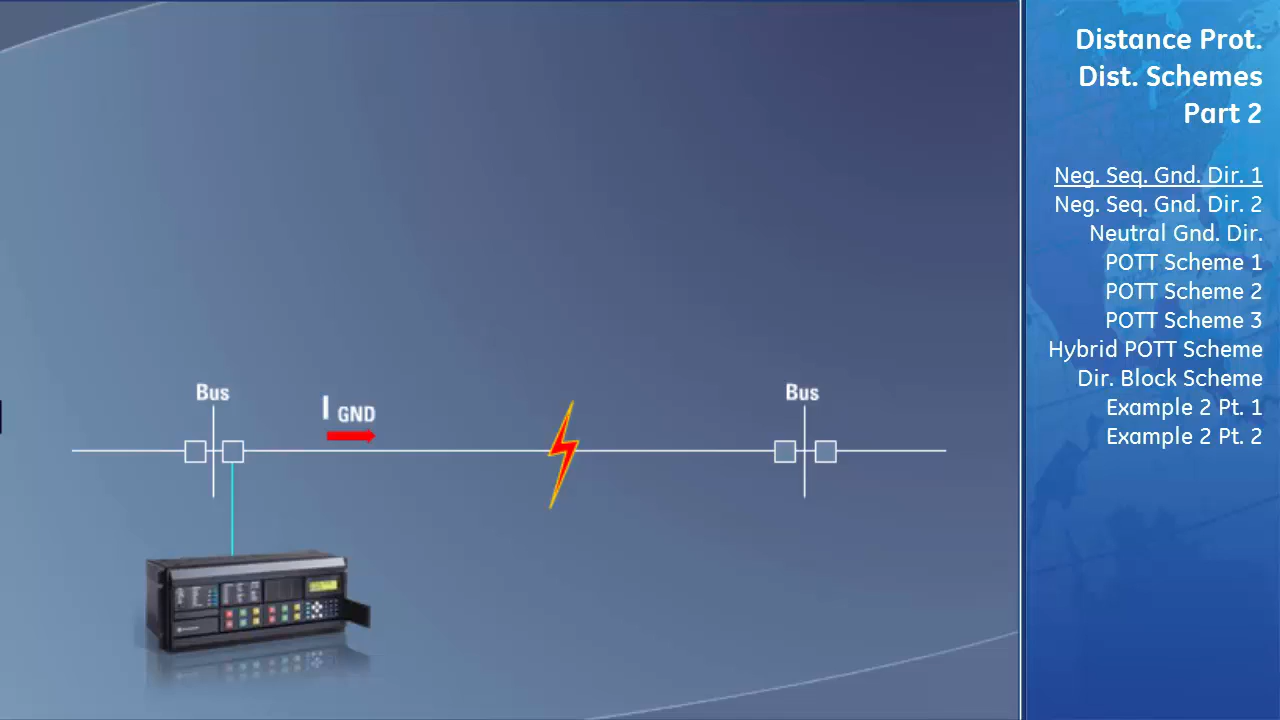 Distance Prot.
Dist. Schemes
Part 2
Neg. Seq. Gnd. Dir. 1
Neg. Seq. Gnd. Dir. 2
Neutral Gnd. Dir.
POTT Scheme 1
POTT Scheme 2
POTT Scheme 3
Hybrid POTT Scheme
Dir. Block Scheme
Example 2 Pt. 1
Example 2 Pt. 2
Bus
I GND
Bus